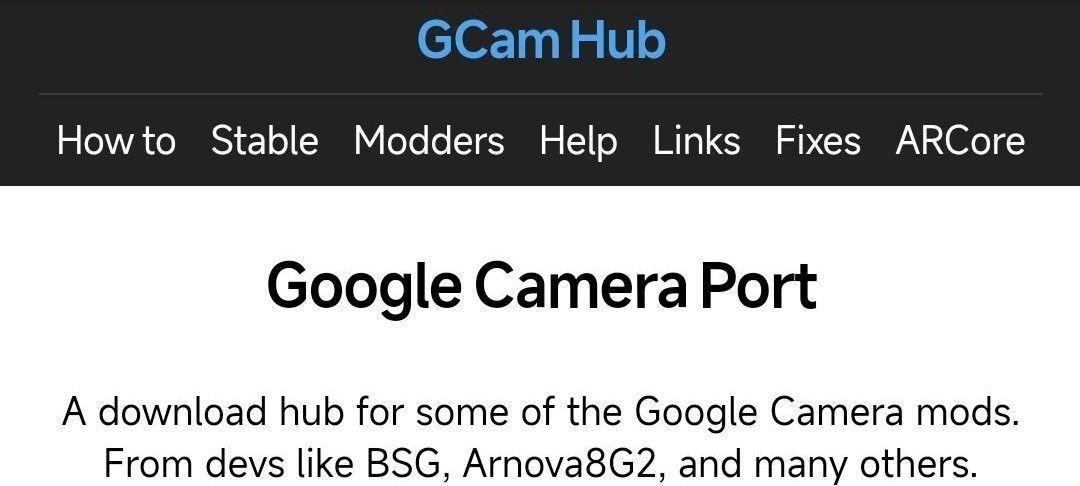 GCam Hub
How to Stable Modders Help Links Fixes ARCore
Google Camera Port
A download hub for some of the Google Camera mods.
From devs like BSG, Arnova8G2, and many others.